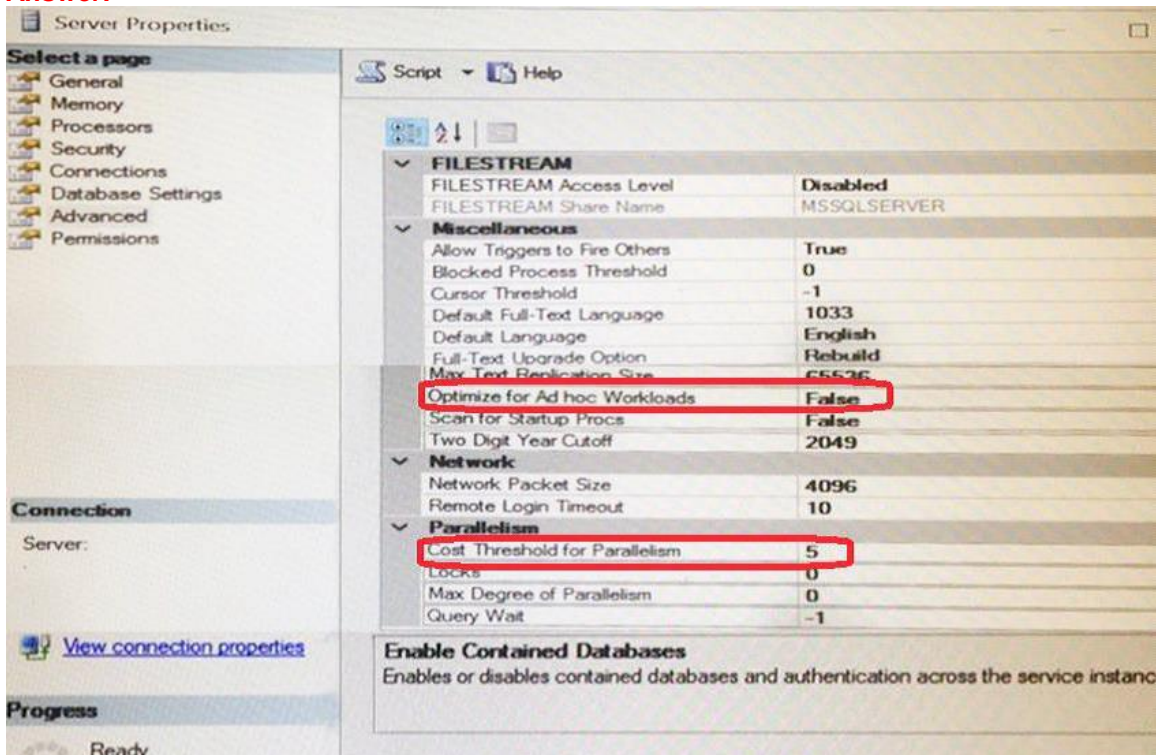 Server Properties
Select a page
General
Memory
Processors
Security
Connections
Database Settings
Advanced
Permissions
Connection
Server:
View connection properties
Progress
Ready
Script Help
FILESTREAM
FILESTREAM Access Level Disabled
FILESTREAM Share Name MSSQLSERVER
Miscellaneous
Allow Triggers to Fire Others True
Blocked Process Threshold 0
Cursor Threshold -1
Default Full-Text Language 1033
Default Language English
Full-Text Upgrade Option Rebuild
Max Text Replication Size 65536
Optimize for Ad hoc Workloads False
Scan for Startup Procs False
Two Digit Year Cutoff 2049
Network
Network Packet Size 4096
Remote Login Timeout 10
Parallelism
Cost Threshold for Parallelism 5
Locks 0
Max Degree of Parallelism 0
Query Wait -1
Enable Contained Databases
Enables or disables contained databases and authentication across the service instanc